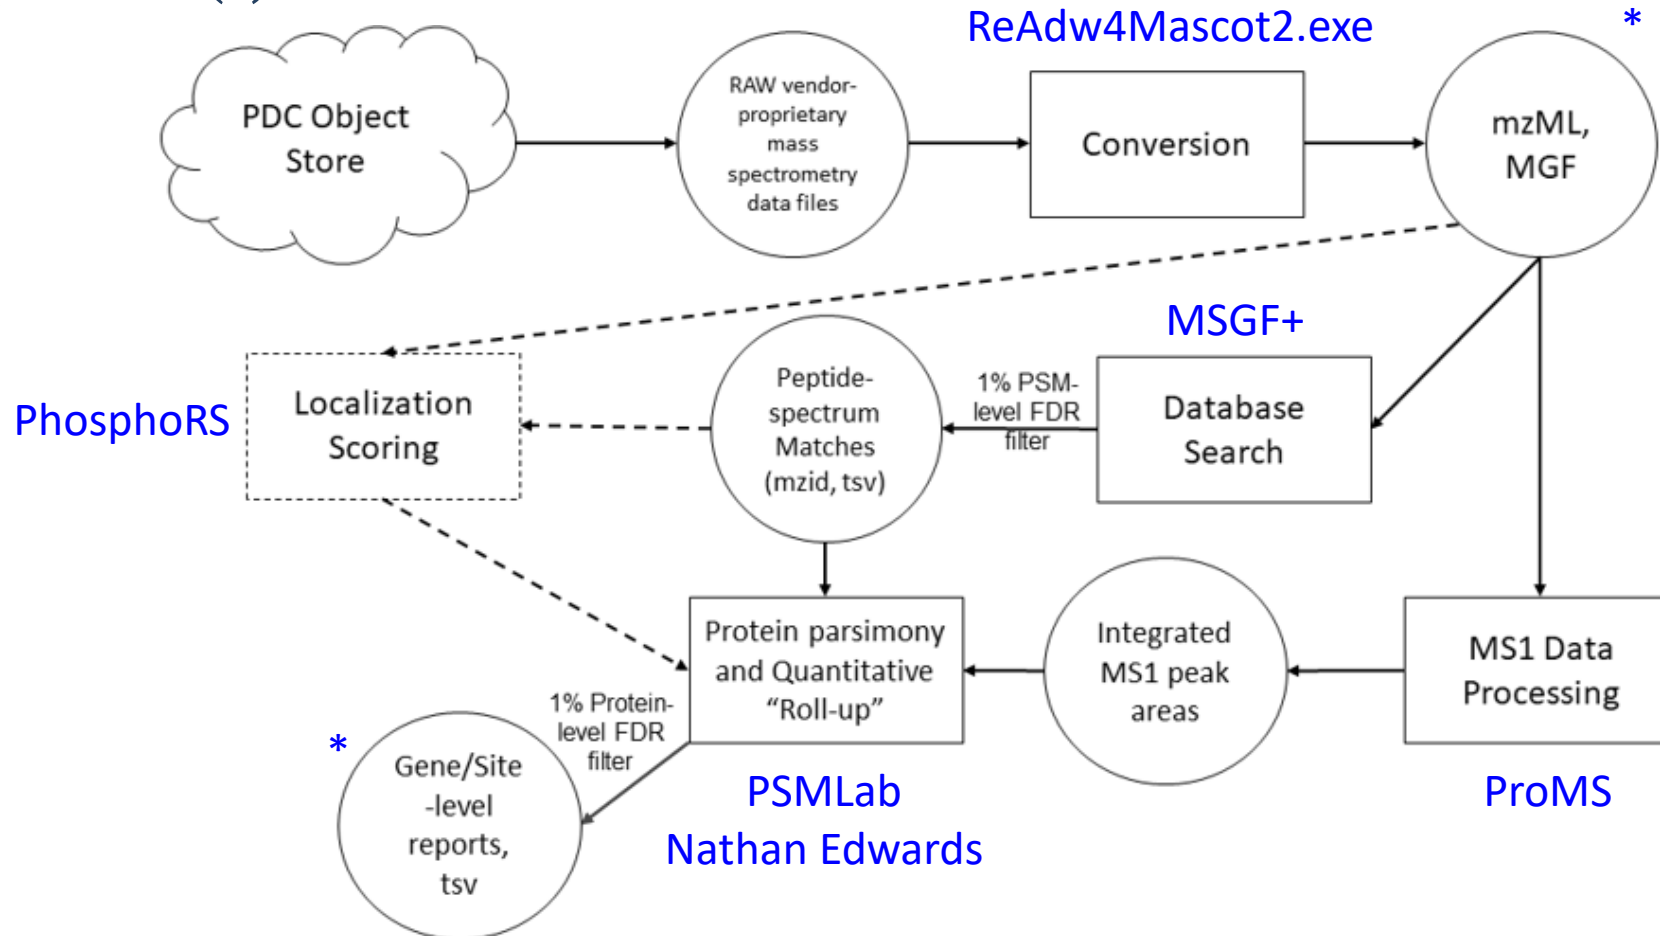 ReAdw4Mascot2.exe
*
PDC Object
Store
RAW vendor-
proprietary
mass
spectrometry
data files
Conversion
mzML,
MGF
MSGF+
PhosphoRS
Localization
Scoring
Peptide-
spectrum
Matches
(mzid, tsv)
1% PSM-
level FDR
filter
Database
Search
Protein parsimony
and Quantitative
“Roll-up”
Integrated
MS1 peak
areas
MS1 Data
Processing
1% Protein-
level FDR
filter
*
Gene/Site
-level
reports,
tsv
PSMLab
Nathan Edwards
ProMS